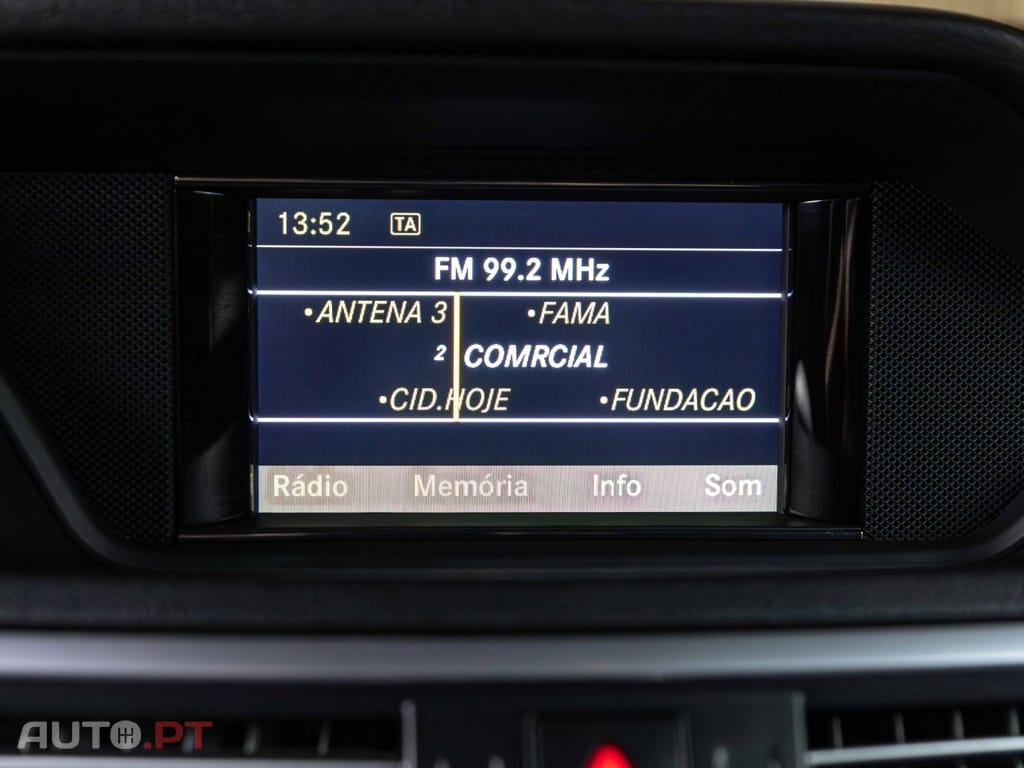 13:52 TA
FM 99.2 MHz
•ANTENA 3 •FAMA
2 COMRCIAL
•CID.HOJE •FUNDACAO
Rádio Memória Info Som
AUTO.PT